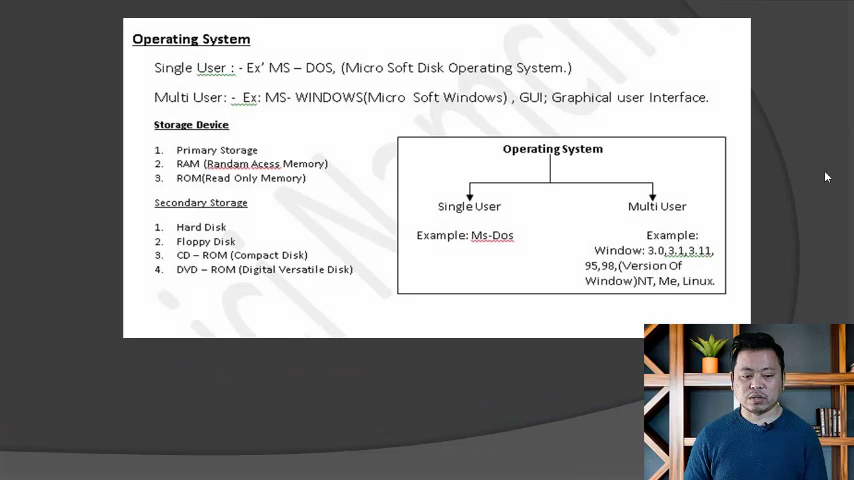 Operating System
Single User : - Ex' MS – DOS, (Micro Soft Disk Operating System.)
Multi User: - Ex: MS- WINDOWS(Micro Soft Windows) , GUI; Graphical user Interface.
Storage Device
1. Primary Storage
2. RAM (Randam Acess Memory)
3. ROM(Read Only Memory)
Secondary Storage
1. Hard Disk
2. Floppy Disk
3. CD – ROM (Compact Disk)
4. DVD – ROM (Digital Versatile Disk)
Operating System
Single User
Example: Ms-Dos
Multi User
Example:
Window: 3.0,3.1,3.11,
95,98,(Version Of
Window)NT, Me, Linux.